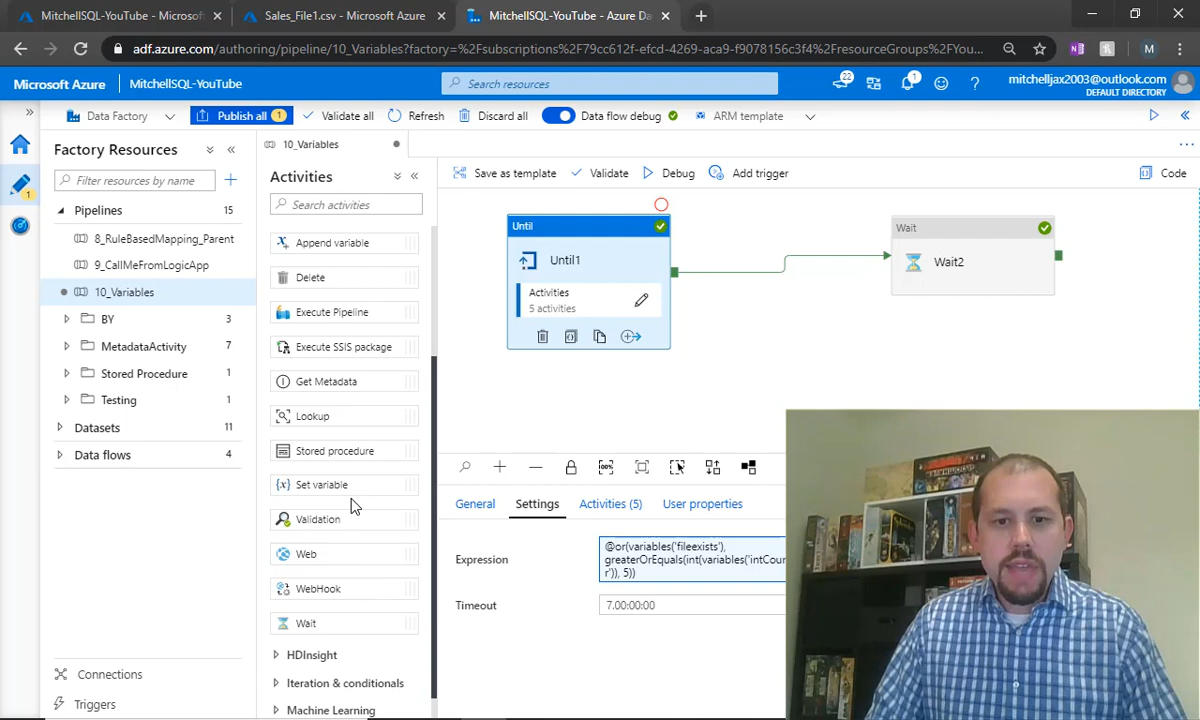 MitchellSQL-YouTube - Microsof
Sales_File1.csv - Microsoft Azure
MitchellSQL-YouTube - Azure Da
adf.azure.com/authoring/pipeline/10_Variables?factory=%2Fsubscriptions%2F79cc612f-efcd-4269-aca9-f9078156c3f4%2FresourceGroups%2FYou...
M
Microsoft Azure
MitchellSQL-YouTube
Search resources
22
1
?
mitchelljax2003@outlook.com
DEFAULT DIRECTORY
Data Factory
Publish all
1
Validate all
Refresh
Discard all
Data flow debug
ARM template
Factory Resources
10_Variables
Filter resources by name
Activities
Save as template
Validate
Debug
Add trigger
Code
1
Search activities
Pipelines
15
8_RuleBasedMapping_Parent
9_CallMeFromLogicApp
10_Variables
BY
3
MetadataActivity
7
Stored Procedure
1
Testing
1
Datasets
11
Data flows
4
Connections
Triggers
Append variable
Delete
Execute Pipeline
Execute SSIS package
Get Metadata
Lookup
Stored procedure
Set variable
Validation
Web
WebHook
Wait
HDInsight
Iteration & conditionals
Machine Learning
Until
Until1
Activities
5 activities
Wait
Wait2
100%
General
Settings
Activities (5)
User properties
Expression
@or(variables('fileexists'),
greaterOrEquals(int(variables('intCou
r')), 5))
Timeout
7.00:00:00